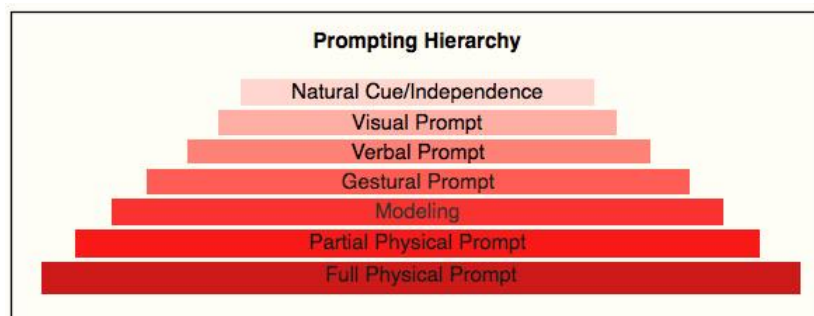 Prompting Hierarchy
Natural Cue/Independence
Visual Prompt
Verbal Prompt
Gestural Prompt
Modeling
Partial Physical Prompt
Full Physical Prompt